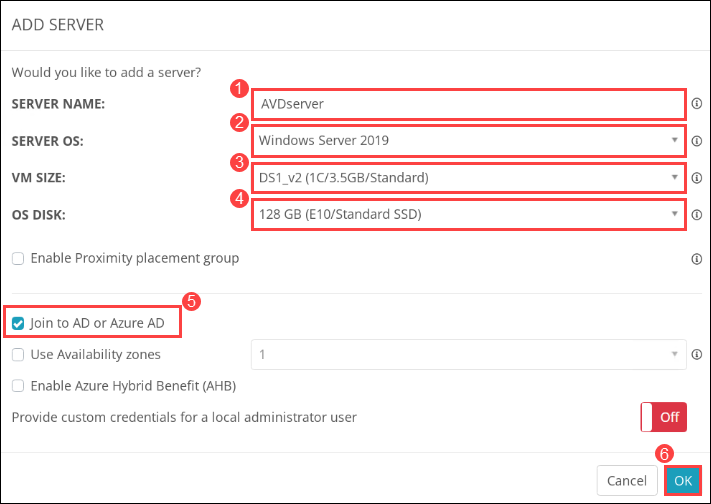 ADD SERVER
Would you like to add a server?
1
SERVER NAME: AVDserver
2
SERVER OS: Windows Server 2019
3
VM SIZE: DS1_v2 (1C/3.5GB/Standard)
4
OS DISK: 128 GB (E10/Standard SSD)
Enable Proximity placement group
5
Join to AD or Azure AD
Use Availability zones 1
Enable Azure Hybrid Benefit (AHB)
Provide custom credentials for a local administrator user Off
6
Cancel OK